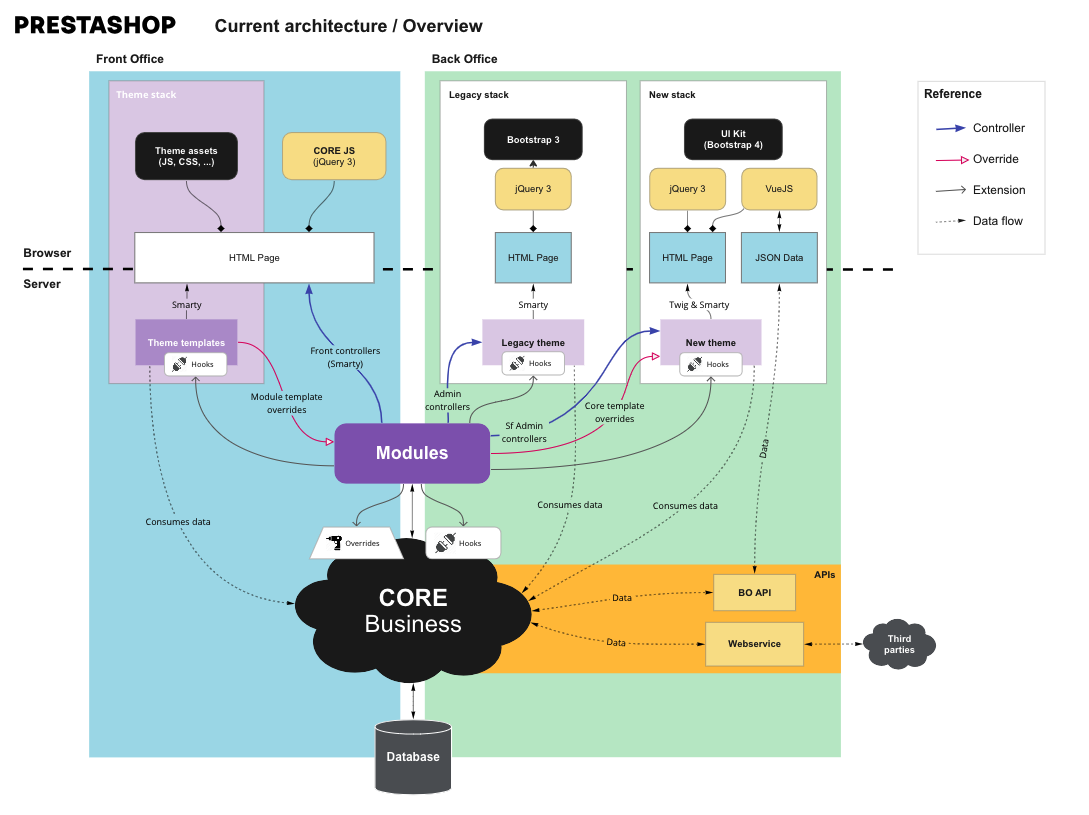 PRESTASHOP
Current architecture / Overview
Front Office
Back Office
Theme stack
Legacy stack
New stack
Reference
Controller
Override
Extension
Data flow
Theme assets
(JS, CSS, ...)
CORE JS
(jQuery 3)
Bootstrap 3
UI Kit
(Bootstrap 4)
jQuery 3
jQuery 3
VueJS
Browser
Server
HTML Page
HTML Page
HTML Page
JSON Data
Smarty
Smarty
Twig & Smarty
Theme templates
Hooks
Front controllers
(Smarty)
Legacy theme
Hooks
New theme
Hooks
Module template
overrides
Admin
controllers
Sf Admin
controllers
Core template
overrides
Modules
Data
Consumes data
Consumes data
Consumes data
Overrides
Hooks
CORE
Business
APIs
BO API
Data
Data
Webservice
Third
parties
Database